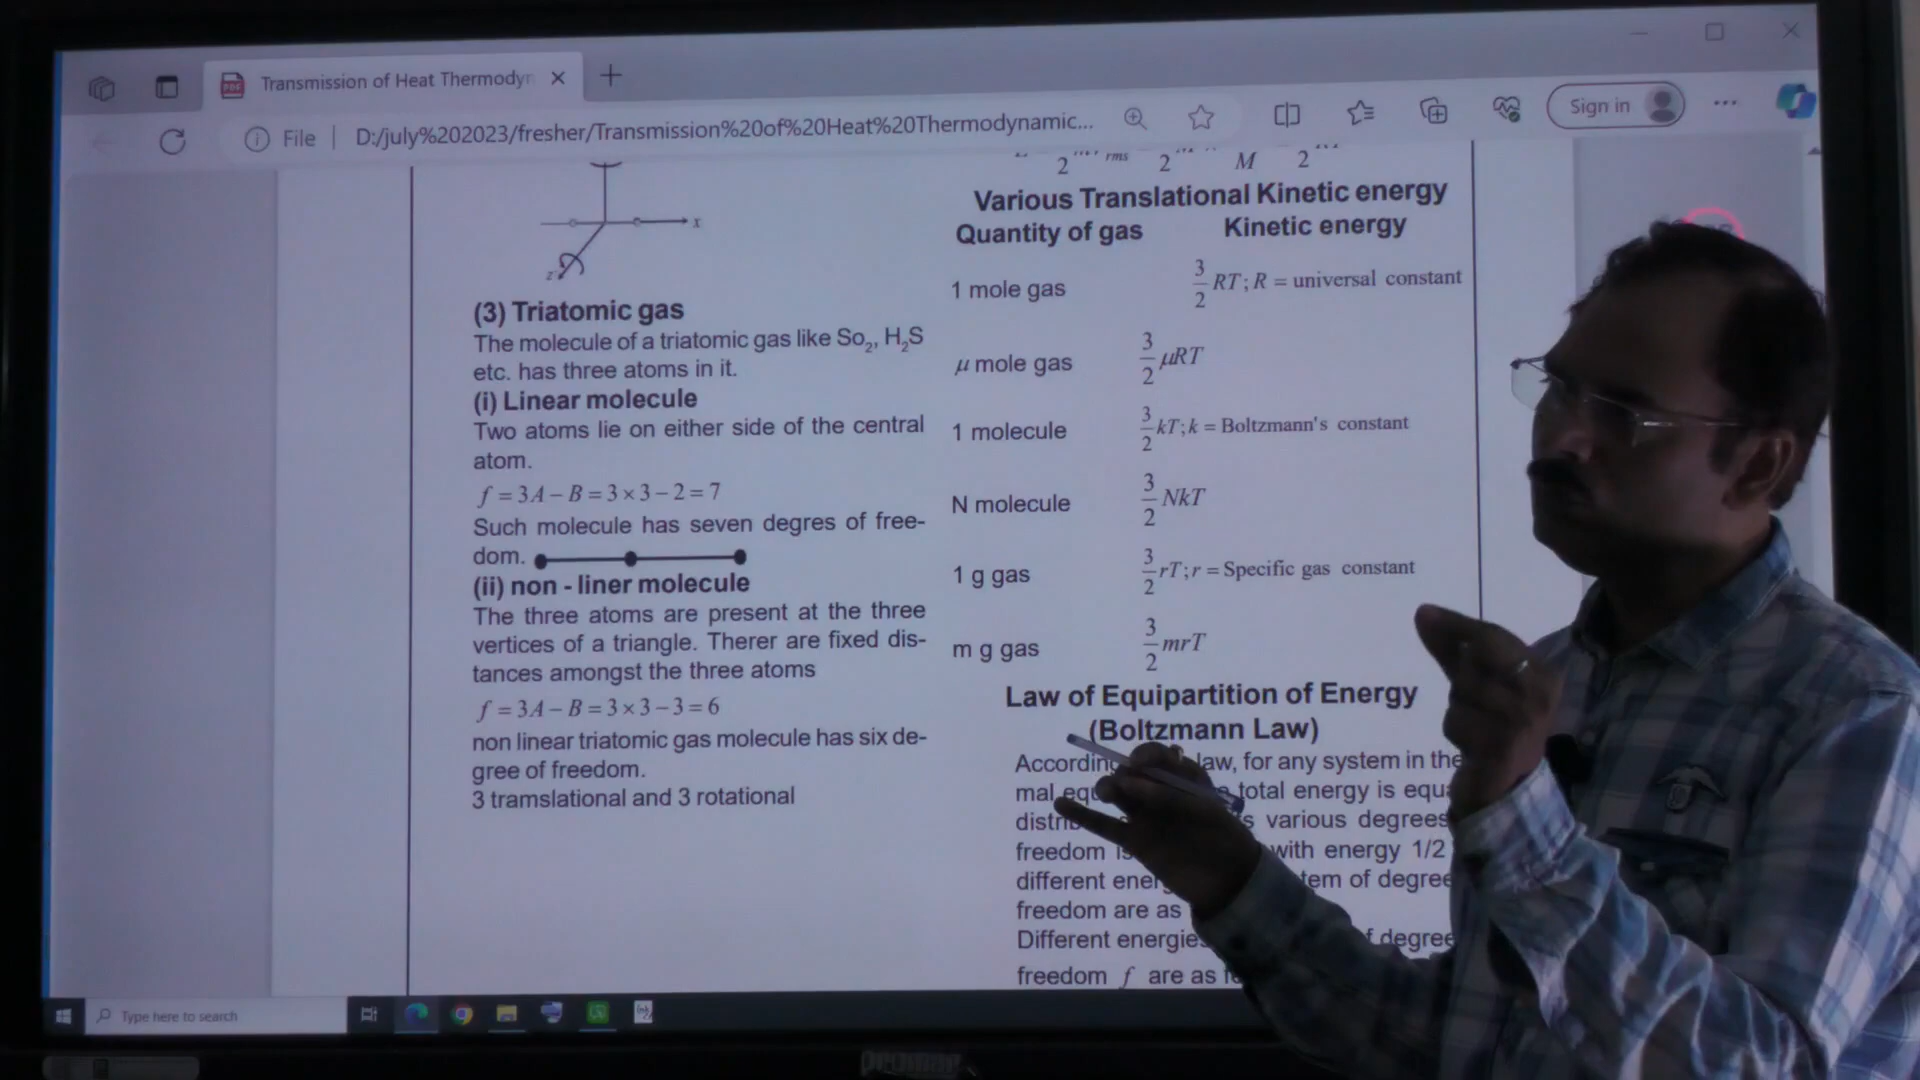 Transmission of Heat Thermodyn
File
D:/july%202023/fresher/Transmission%20of%20Heat%20Thermodynamic...
Sign in
x
z
(3) Triatomic gas
The molecule of a triatomic gas like So₂, H₂S
etc. has three atoms in it.
(i) Linear molecule
Two atoms lie on either side of the central
atom.
f = 3A – B = 3 × 3 – 2 = 7
Such molecule has seven degres of free-
dom.
(ii) non - liner molecule
The three atoms are present at the three
vertices of a triangle. Therer are fixed dis-
tances amongst the three atoms
f = 3A – B = 3 × 3 – 3 = 6
non linear triatomic gas molecule has six de-
gree of freedom.
3 tramslational and 3 rotational
2 rms 2 M 2
Various Translational Kinetic energy
Quantity of gas Kinetic energy
1 mole gas 3/2 RT ; R = universal constant
μ mole gas 3/2 μRT
1 molecule 3/2 kT ; k = Boltzmann's constant
N molecule 3/2 NkT
1 g gas 3/2 rT ; r = Specific gas constant
m g gas 3/2 mrT
Law of Equipartition of Energy
(Boltzmann Law)
According law, for any system in the
mal total energy is
various degrees
freedom with energy 1/2
different of degree
freedom are as
Different degree
freedom f are as
Type here to search